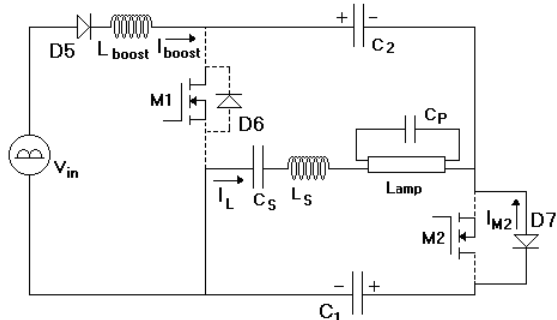 + −
D5 L boost I boost C2
M1
D6
CP
Vin
IL CS LS Lamp
IM2 D7
M2
− +
C1